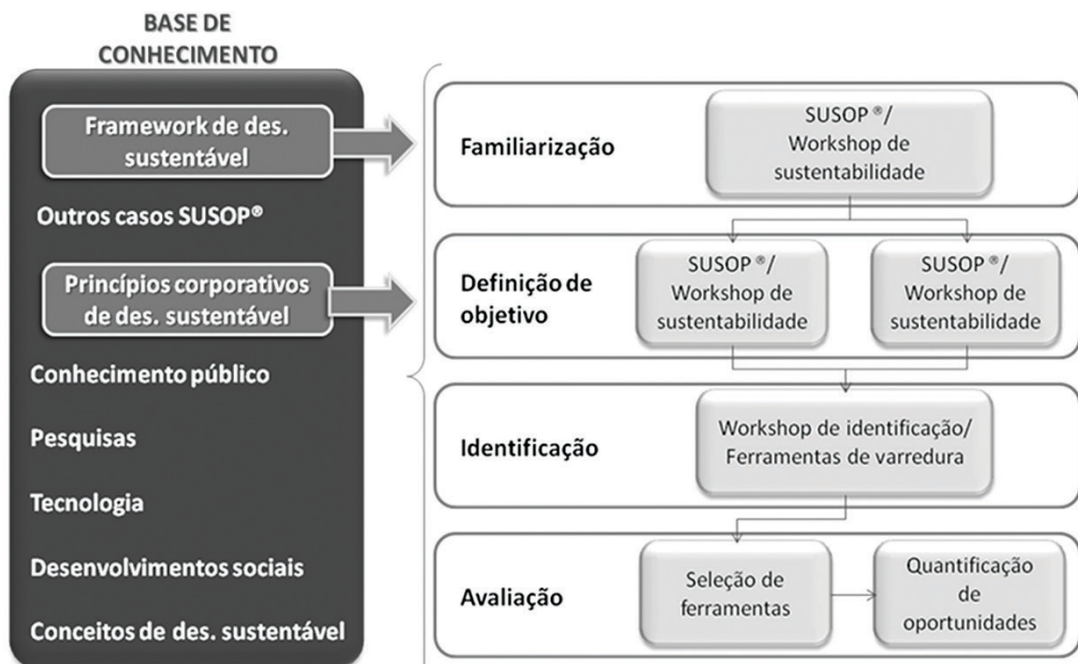 BASE DE
CONHECIMENTO
Framework de des.
sustentável
Outros casos SUSOP®
Princípios corporativos
de des. sustentável
Conhecimento público
Pesquisas
Tecnologia
Desenvolvimentos sociais
Conceitos de des. sustentável
Familiarização
SUSOP ®/
Workshop de
sustentabilidade
Definição de
objetivo
SUSOP ®/
Workshop de
sustentabilidade
SUSOP ®/
Workshop de
sustentabilidade
Identificação
Workshop de identificação/
Ferramentas de varredura
Avaliação
Seleção de
ferramentas
Quantificação
de
oportunidades